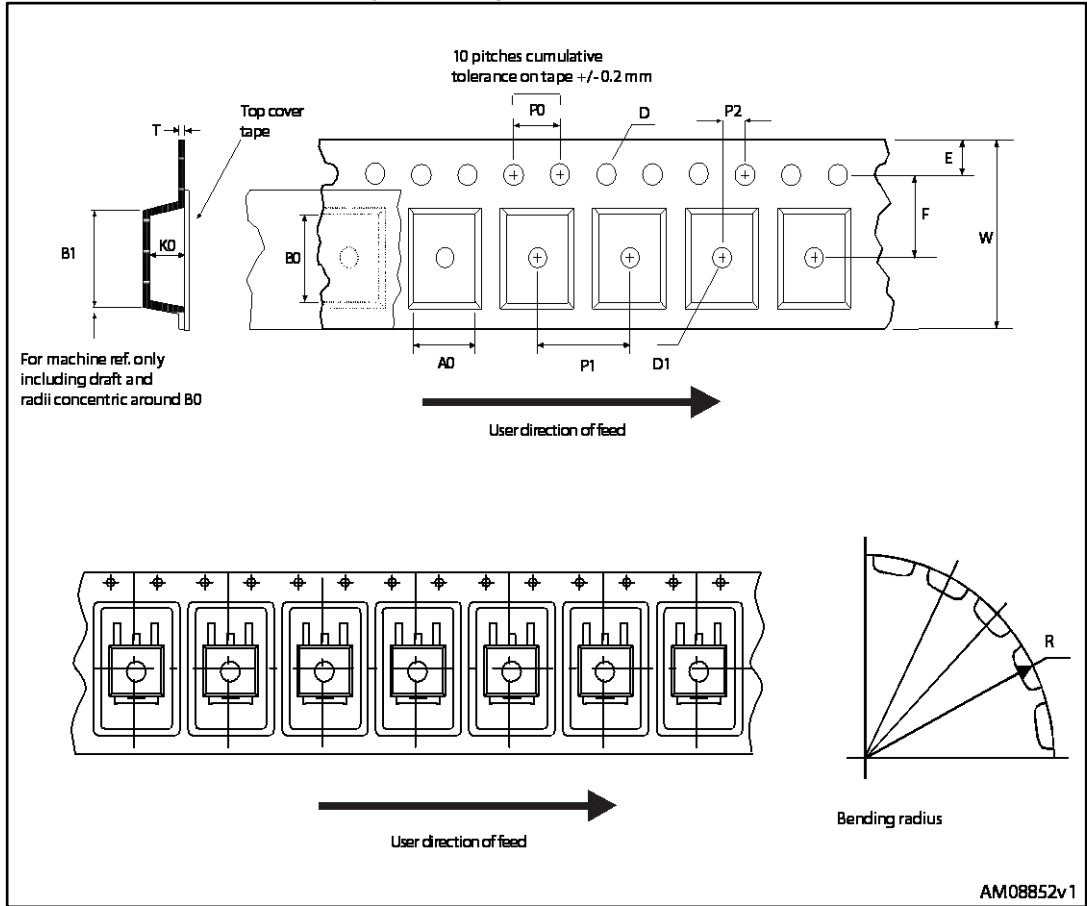 10 pitches cumulative
tolerance on tape +/-0.2 mm
Top cover
tape
T
P0
D
P2
E
F
W
B1
K0
B0
For machine ref. only
including draft and
radii concentric around B0
A0
P1
D1
User direction of feed
R
Bending radius
User direction of feed
AM08852v1